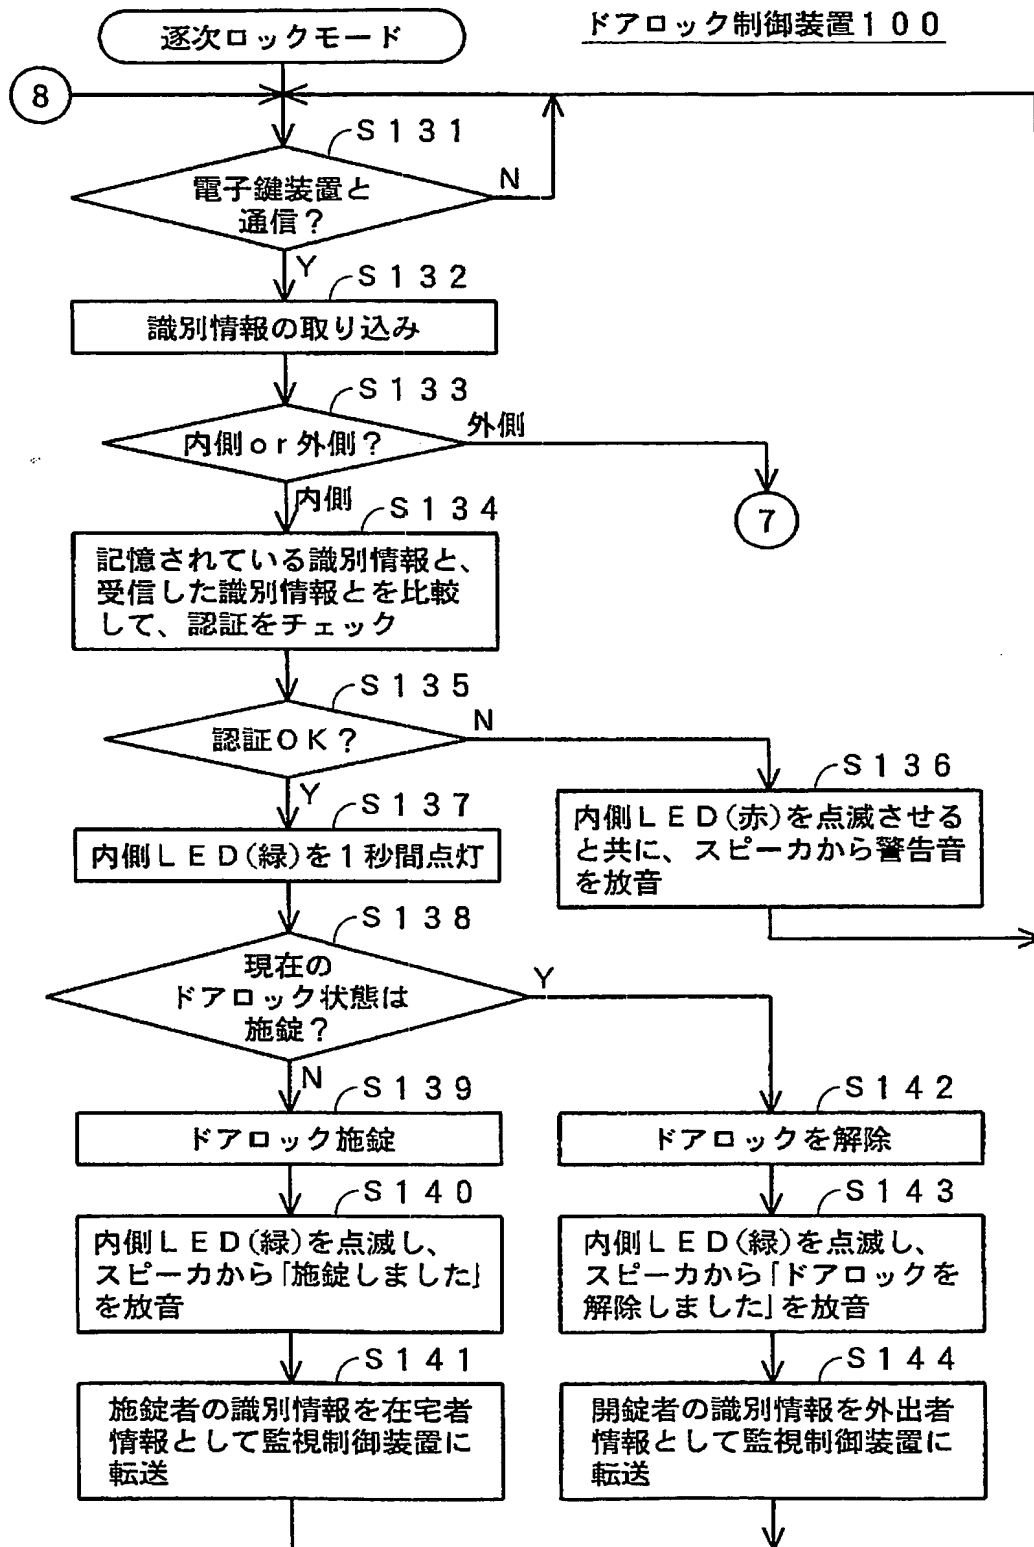 逐次ロックモード
ドアロック制御装置100
8
S131
電子鍵装置と
通信?
N
Y
S132
識別情報の取り込み
S133
内側or外側?
外側
内側
7
S134
記憶されている識別情報と、
受信した識別情報とを比較
して、認証をチェック
S135
認証OK?
N
Y
S136
内側LED(赤)を点滅させる
と共に、スピーカから警告音
を放音
S137
内側LED(緑)を1秒間点灯
S138
現在の
ドアロック状態は
施錠?
Y
N
S139
ドアロック施錠
S142
ドアロックを解除
S140
内側LED(緑)を点滅し、
スピーカから「施錠しました」
を放音
S143
内側LED(緑)を点滅し、
スピーカから「ドアロックを
解除しました」を放音
S141
施錠者の識別情報を在宅者
情報として監視制御装置に
転送
S144
開錠者の識別情報を外出者
情報として監視制御装置に
転送